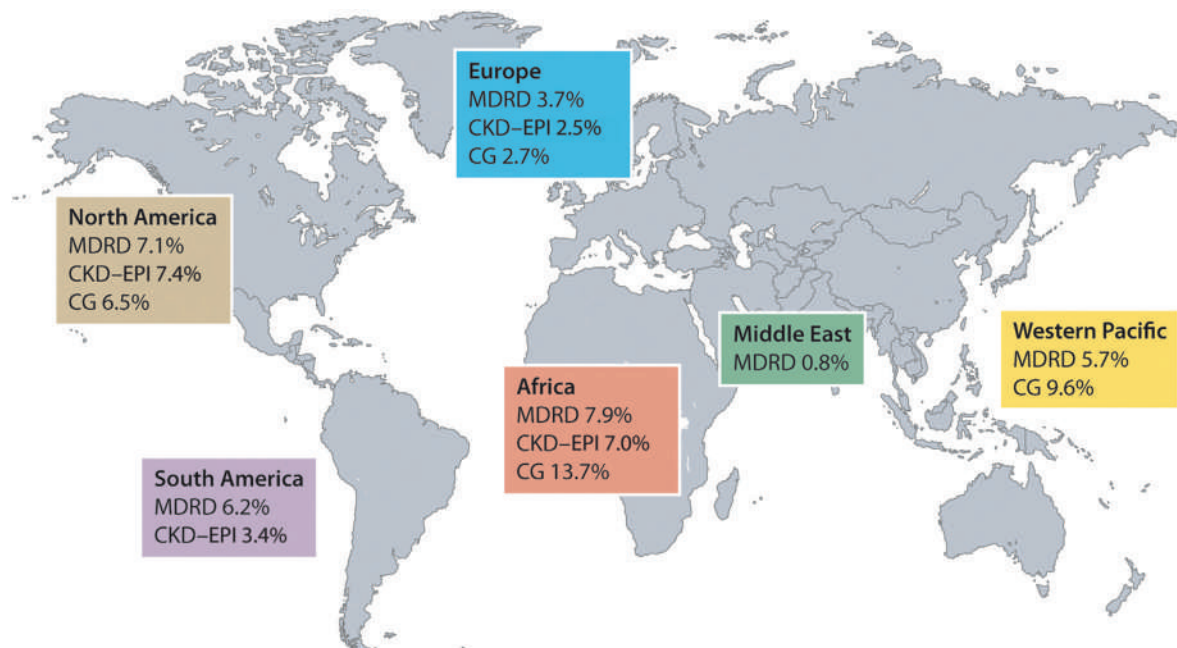 Europe
MDRD 3.7%
CKD–EPI 2.5%
CG 2.7%
North America
MDRD 7.1%
CKD–EPI 7.4%
CG 6.5%
Middle East
MDRD 0.8%
Western Pacific
MDRD 5.7%
CG 9.6%
Africa
MDRD 7.9%
CKD–EPI 7.0%
CG 13.7%
South America
MDRD 6.2%
CKD–EPI 3.4%